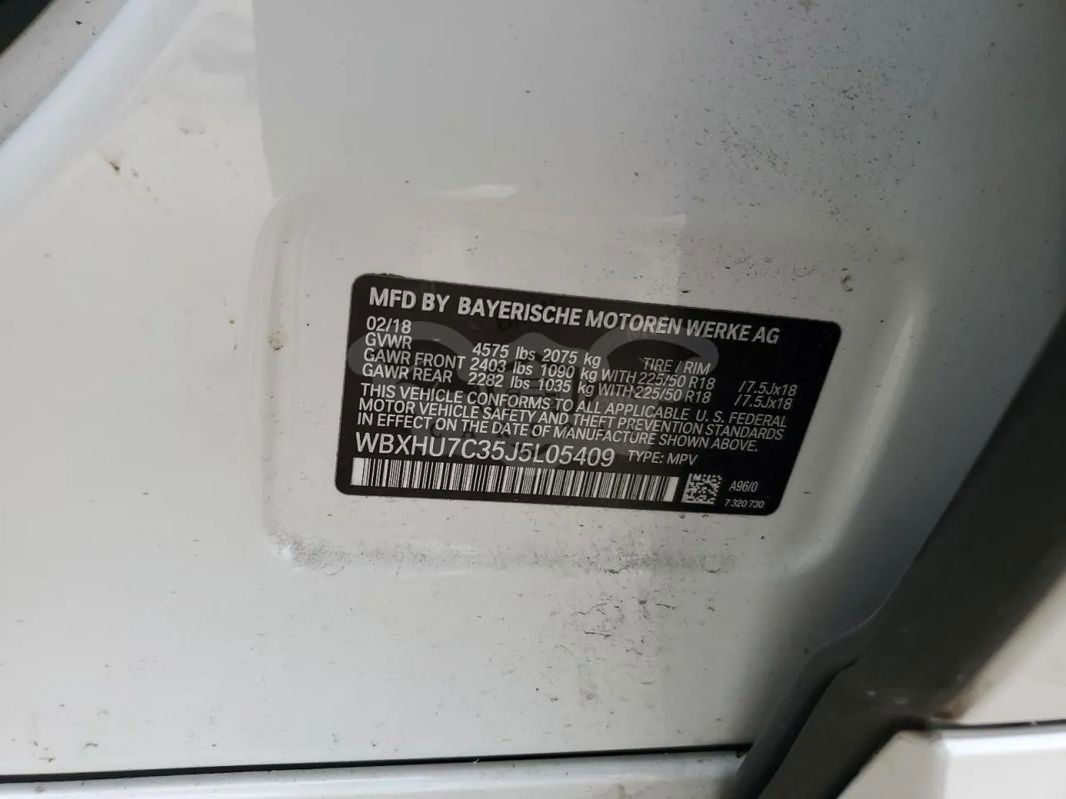 MFD BY BAYERISCHE MOTOREN WERKE AG
02/18
GVWR 4575 lbs 2075 kg TIRE / RIM
GAWR FRONT 2403 lbs 1090 kg WITH 225/50 R18 /7.5Jx18
GAWR REAR 2282 lbs 1035 kg WITH 225/50 R18 /7.5Jx18
THIS VEHICLE CONFORMS TO ALL APPLICABLE U. S. FEDERAL
MOTOR VEHICLE SAFETY AND THEFT PREVENTION STANDARDS
IN EFFECT ON THE DATE OF MANUFACTURE SHOWN ABOVE.
WBXHU7C35J5L05409 TYPE: MPV
A96/0
7 320 730